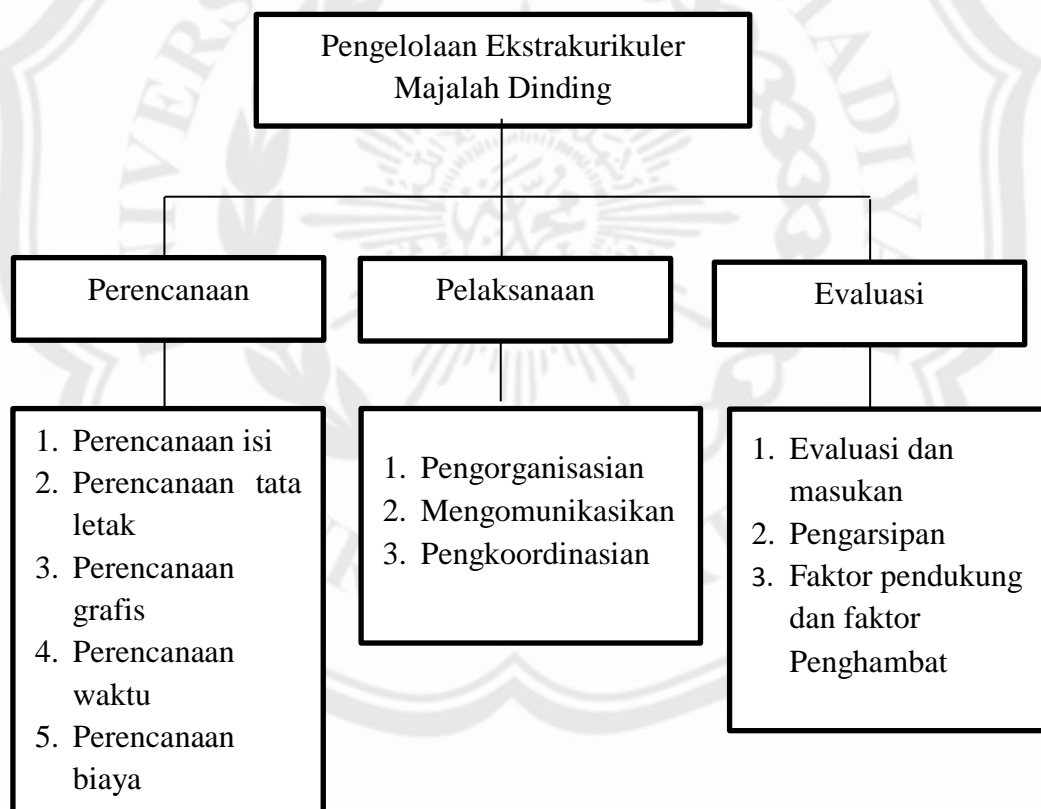 Pengelolaan Ekstrakurikuler
Majalah Dinding
Perencanaan
Pelaksanaan
Evaluasi
1. Perencanaan isi
2. Perencanaan tata
letak
3. Perencanaan
grafis
4. Perencanaan
waktu
5. Perencanaan
biaya
1. Pengorganisasian
2. Mengomunikasikan
3. Pengkoordinasian
1. Evaluasi dan
masukan
2. Pengarsipan
3. Faktor pendukung
dan faktor
Penghambat